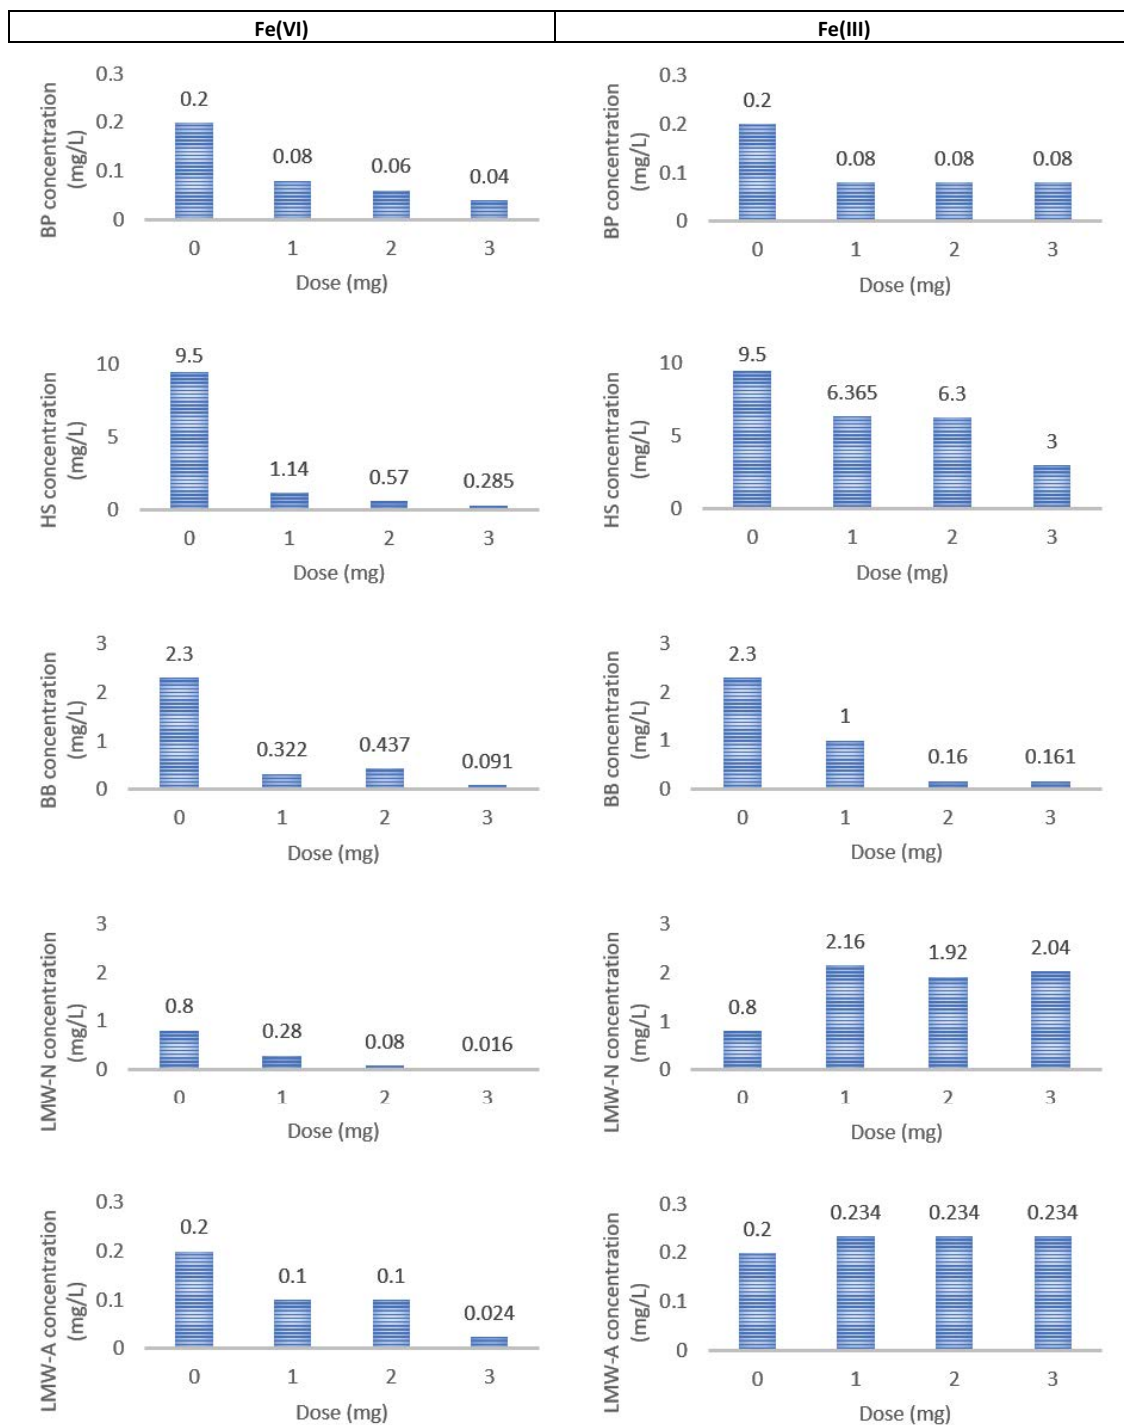 Fe(VI)
Fe(III)
BP concentration
(mg/L)
0.3
0.2
0.1
0
0.2
0.08
0.06
0.04
0 1 2 3
Dose (mg)
BP concentration
(mg/L)
0.3
0.2
0.1
0
0.2
0.08
0.08
0.08
0 1 2 3
Dose (mg)
HS concentration
(mg/L)
10
5
0
9.5
1.14
0.57
0.285
0 1 2 3
Dose (mg)
HS concentration
(mg/L)
10
5
0
9.5
6.365
6.3
3
0 1 2 3
Dose (mg)
BB concentration
(mg/L)
3
2
1
0
2.3
0.322
0.437
0.091
0 1 2 3
Dose (mg)
BB concentration
(mg/L)
3
2
1
0
2.3
1
0.16
0.161
0 1 2 3
Dose (mg)
LMW-N concentration
(mg/L)
3
2
1
0
0.8
0.28
0.08
0.016
0 1 2 3
Dose (mg)
LMW-N concentration
(mg/L)
3
2
1
0
0.8
2.16
1.92
2.04
0 1 2 3
Dose (mg)
LMW-A concentration
(mg/L)
0.3
0.2
0.1
0
0.2
0.1
0.1
0.024
0 1 2 3
Dose (mg)
LMW-A concentration
(mg/L)
0.3
0.2
0.1
0
0.2
0.234
0.234
0.234
0 1 2 3
Dose (mg)